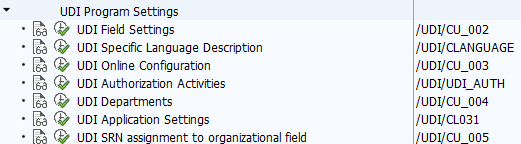 UDI Program Settings
UDI Field Settings /UDI/CU_002
UDI Specific Language Description /UDI/CLANGUAGE
UDI Online Configuration /UDI/CU_003
UDI Authorization Activities /UDI/UDI_AUTH
UDI Departments /UDI/CU_004
UDI Application Settings /UDI/CL031
UDI SRN assignment to organizational field /UDI/CU_005